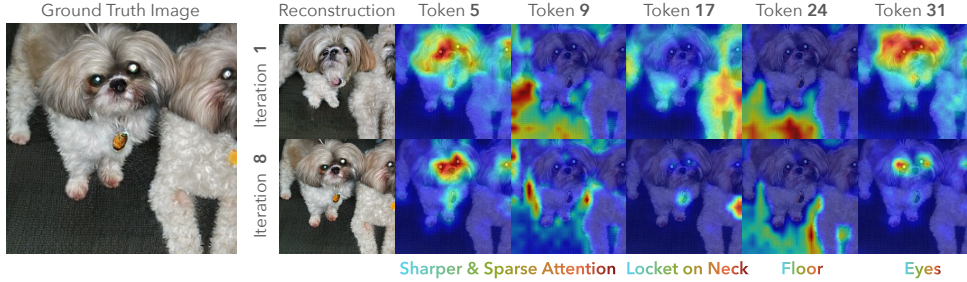 Ground Truth Image
Reconstruction Token 5 Token 9 Token 17 Token 24 Token 31
Iteration 1
Iteration 8
Sharper & Sparse Attention Locket on Neck Floor Eyes